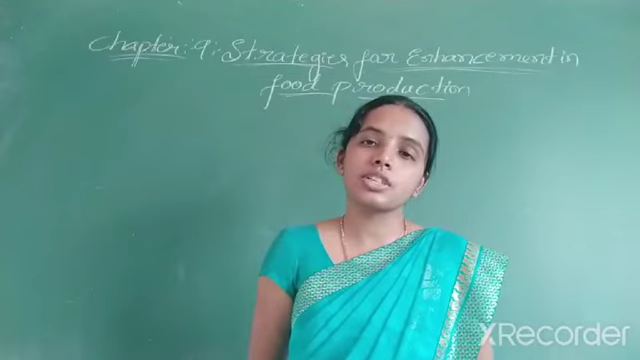 Chapter: 9: Strategies for Enhancement in
food production
XRecorder